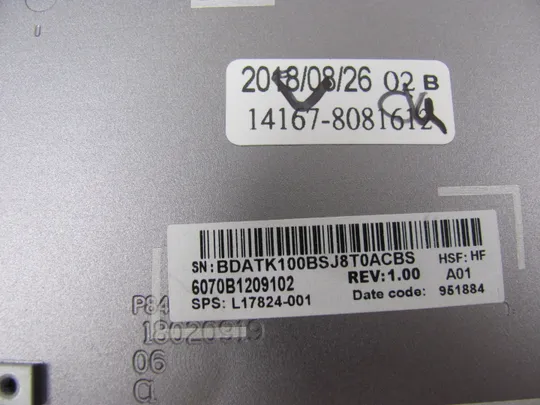 2018/08/26 02 B
14167-8081612
SN: BDATK100BSJ8T0ACBS
HSF: HF
6070B1209102
REV:1.00
A01
SPS: L17824-001
Date code: 951884
P84
18020919
06